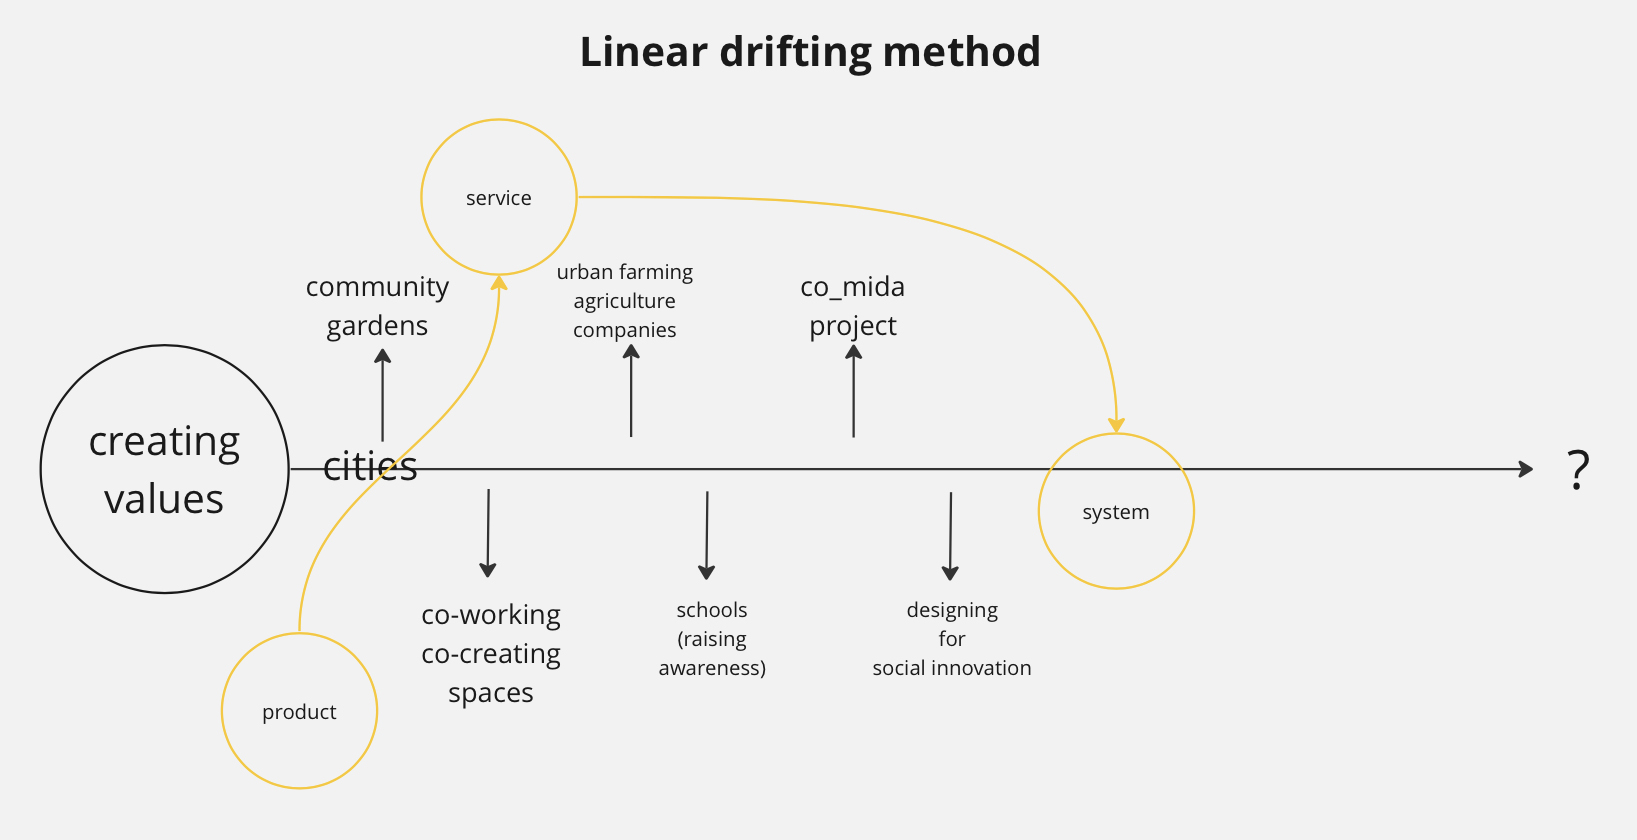 Linear drifting method
service
community
gardens
urban farming
agriculture
companies
co_mida
project
creating
values
cities
?
system
co-working
co-creating
spaces
schools
(raising
awareness)
designing
for
social innovation
product